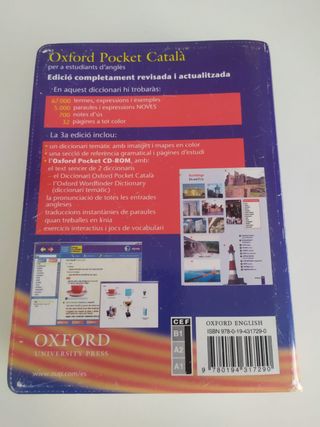 Oxford Pocket Català
per a estudiants d'anglès
Edició completament revisada i actualitzada
En aquest diccionari hi trobaràs:
67 000 termes, expressions i exemples
5.000 paraules i expressions NOVES
700 notes d'ús
32 pàgines a tot color
La 3a edició inclou:
• un diccionari temàtic amb imatges i mapes en color
• una secció de referència gramatical i pàgines d'estudi
• l'Oxford Pocket CD-ROM, amb:
el text sencer de 2 diccionaris
– el Diccionari Oxford Pocket Català
– l'Oxford Wordfinder Dictionary
(diccionari temàtic)
la pronunciació de totes les entrades
angleses
traduccions instantànies de paraules
quan treballes en línia
exercicis interactius i jocs de vocabulari
OXFORD
UNIVERSITY PRESS
www.oup.com/es
CEF
B1
A2
A1
OXFORD ENGLISH
ISBN 978-0-19-431729-0
9 780194 317290